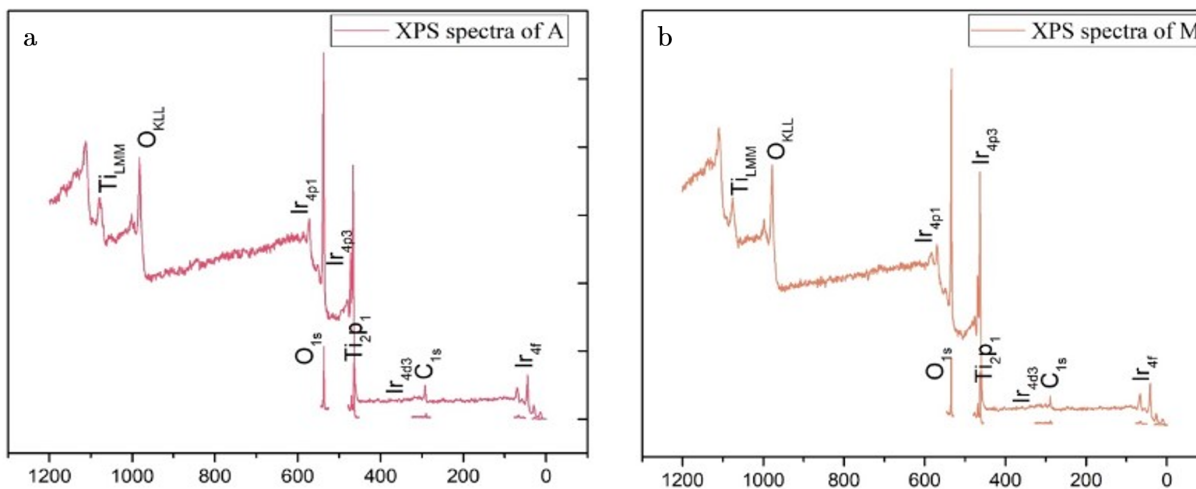 a
XPS spectra of A
Ti LMM
O KLL
Ir 4p1
Ir 4p3
O 1s
Ti 2 p 1
Ir 4d3
C 1s
Ir 4f
1200 1000 800 600 400 200 0
b
XPS spectra of M
Ti LMM
O KLL
Ir 4p1
Ir 4p3
O 1s
Ti 2 p 1
Ir 4d3
C 1s
Ir 4f
1200 1000 800 600 400 200 0